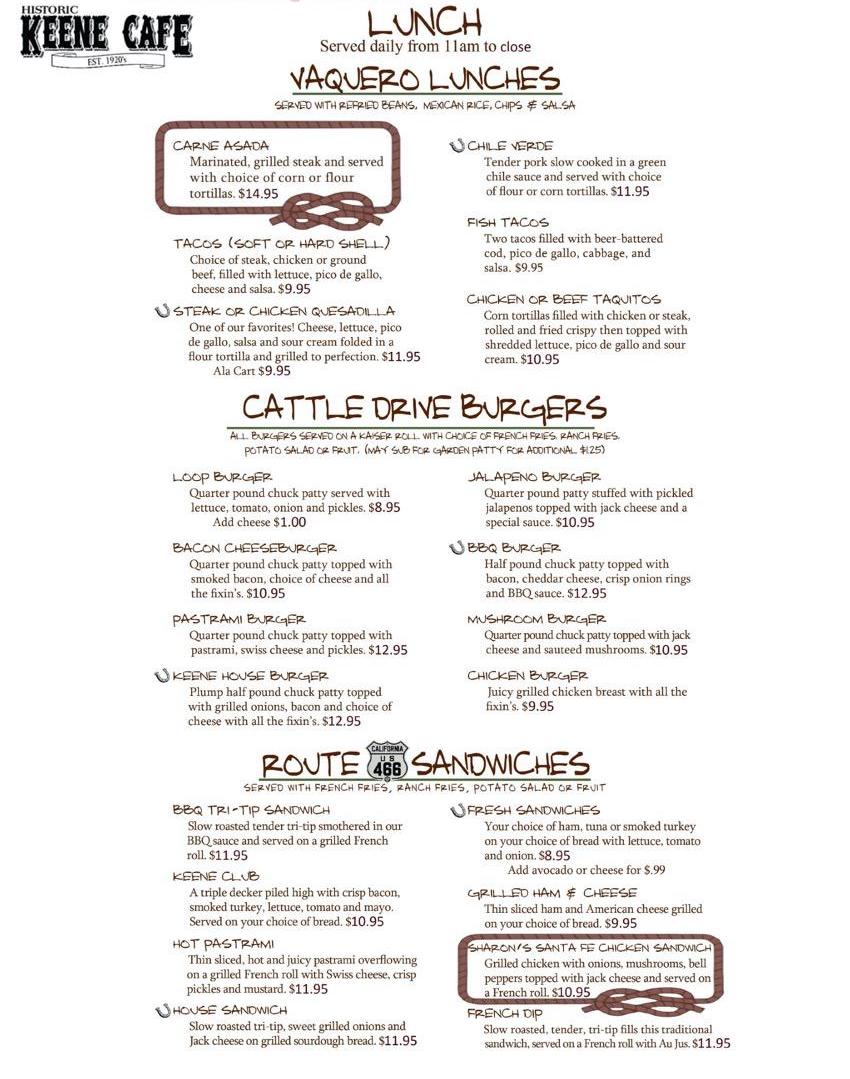 HISTORIC
KEENE CAFE
EST. 1920's
LUNCH
Served daily from 11am to close
VAQUERO LUNCHES
SERVED WITH REFRIED BEANS, MEXICAN RICE, CHIPS & SALSA
CARNE ASADA
Marinated, grilled steak and served
with choice of corn or flour
tortillas. $14.95
TACOS (SOFT OR HARD SHELL)
Choice of steak, chicken or ground
beef, filled with lettuce, pico de gallo,
cheese and salsa. $9.95
STEAK OR CHICKEN QUESADILLA
One of our favorites! Cheese, lettuce, pico
de gallo, salsa and sour cream folded in a
flour tortilla and grilled to perfection. $11.95
Ala Cart $9.95
CHILE VERDE
Tender pork slow cooked in a green
chile sauce and served with choice
of flour or corn tortillas. $11.95
FISH TACOS
Two tacos filled with beer-battered
cod, pico de gallo, cabbage, and
salsa. $9.95
CHICKEN OR BEEF TAQUITOS
Corn tortillas filled with chicken or steak,
rolled and fried crispy then topped with
shredded lettuce, pico de gallo and sour
cream. $10.95
CATTLE DRIVE BURGERS
ALL BURGERS SERVED ON A KAISER ROLL WITH CHOICE OF FRENCH FRIES, RANCH FRIES,
POTATO SALAD OR FRUIT. (MAY SUB FOR GARDEN PATTY FOR ADDITIONAL $1.25)
LOOP BURGER
Quarter pound chuck patty served with
lettuce, tomato, onion and pickles. $8.95
Add cheese $1.00
BACON CHEESEBURGER
Quarter pound chuck patty topped with
smoked bacon, choice of cheese and all
the fixin's. $10.95
PASTRAMI BURGER
Quarter pound chuck patty topped with
pastrami, swiss cheese and pickles. $12.95
KEENE HOUSE BURGER
Plump half pound chuck patty topped
with grilled onions, bacon and choice of
cheese with all the fixin's. $12.95
JALAPENO BURGER
Quarter pound patty stuffed with pickled
jalapenos topped with jack cheese and a
special sauce. $10.95
BBQ BURGER
Half pound chuck patty topped with
bacon, cheddar cheese, crisp onion rings
and BBQ sauce. $12.95
MUSHROOM BURGER
Quarter pound chuck patty topped with jack
cheese and sauteed mushrooms. $10.95
CHICKEN BURGER
Juicy grilled chicken breast with all the
fixin's. $9.95
ROUTE CALIFORNIA US 466 SANDWICHES
SERVED WITH FRENCH FRIES, RANCH FRIES, POTATO SALAD OR FRUIT
BBQ TRI-TIP SANDWICH
Slow roasted tender tri-tip smothered in our
BBQ sauce and served on a grilled French
roll. $11.95
KEENE CLUB
A triple decker piled high with crisp bacon,
smoked turkey, lettuce, tomato and mayo.
Served on your choice of bread. $10.95
HOT PASTRAMI
Thin sliced, hot and juicy pastrami overflowing
on a grilled French roll with Swiss cheese, crisp
pickles and mustard. $11.95
HOUSE SANDWICH
Slow roasted tri-tip, sweet grilled onions and
Jack cheese on grilled sourdough bread. $11.95
FRESH SANDWICHES
Your choice of ham, tuna or smoked turkey
on your choice of bread with lettuce, tomato
and onion. $8.95
Add avocado or cheese for $.99
GRILLED HAM & CHEESE
Thin sliced ham and American cheese grilled
on your choice of bread. $9.95
SHARON'S SANTA FE CHICKEN SANDWICH
Grilled chicken with onions, mushrooms, bell
peppers topped with jack cheese and served on
a French roll. $10.95
FRENCH DIP
Slow roasted, tender, tri-tip fills this traditional
sandwich, served on a French roll with Au Jus. $11.95